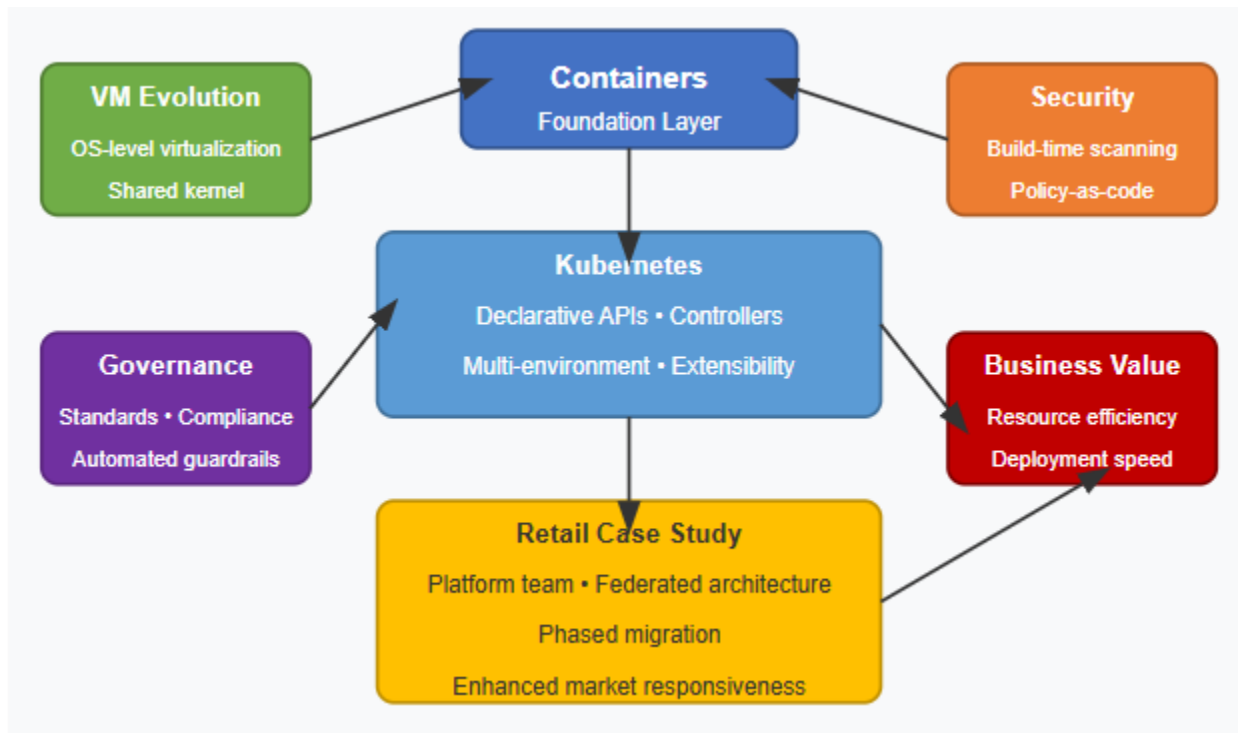 Containers
Foundation Layer
VM Evolution
OS-level virtualization
Shared kernel
Security
Build-time scanning
Policy-as-code
Kubernetes
Declarative APIs • Controllers
Multi-environment • Extensibility
Governance
Standards • Compliance
Automated guardrails
Business Value
Resource efficiency
Deployment speed
Retail Case Study
Platform team • Federated architecture
Phased migration
Enhanced market responsiveness